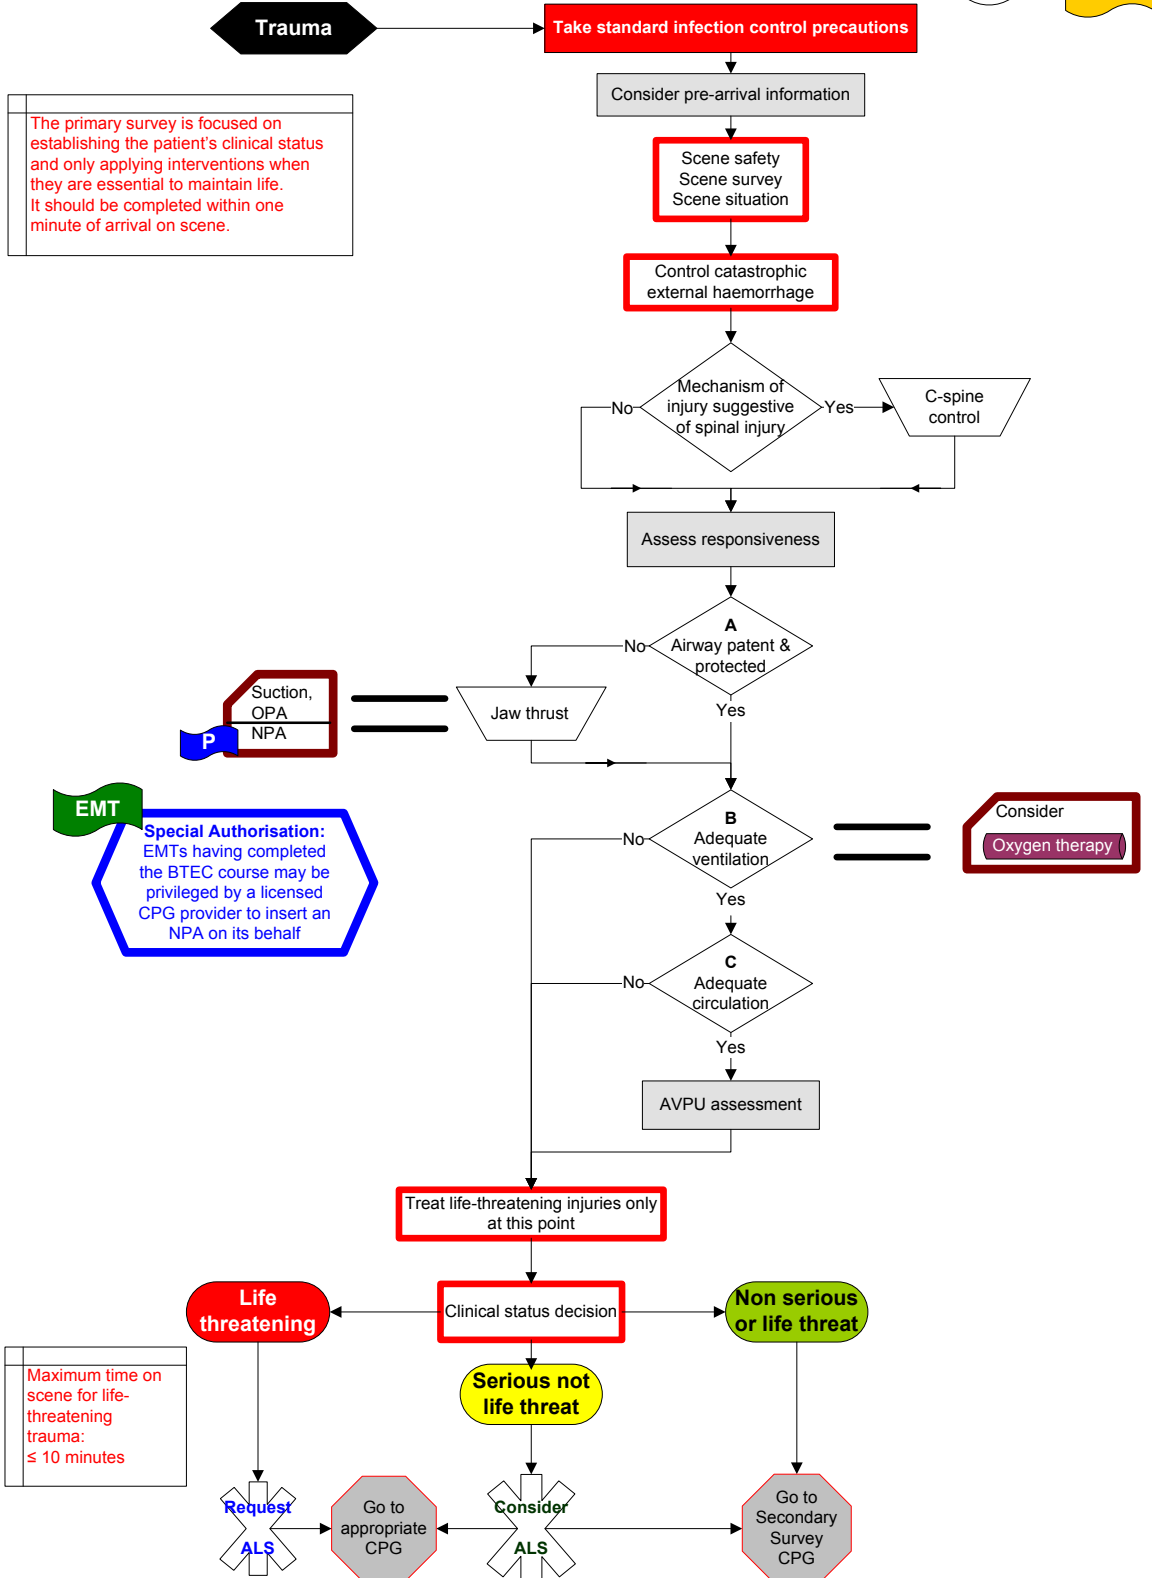 Trauma
Take standard infection control precautions
Consider pre-arrival information
The primary survey is focused on
establishing the patient's clinical status
and only applying interventions when
they are essential to maintain life.
It should be completed within one
minute of arrival on scene.
Scene safety
Scene survey
Scene situation
Control catastrophic
external haemorrhage
Mechanism of
injury suggestive
of spinal injury
No
Yes
C-spine
control
Assess responsiveness
A
Airway patent &
protected
No
Yes
Jaw thrust
Suction,
OPA
NPA
P
EMT
Special Authorisation:
EMTs having completed
the BTEC course may be
privileged by a licensed
CPG provider to insert an
NPA on its behalf
B
Adequate
ventilation
No
Yes
Consider
Oxygen therapy
C
Adequate
circulation
No
Yes
AVPU assessment
Treat life-threatening injuries only
at this point
Clinical status decision
Life
threatening
Non serious
or life threat
Serious not
life threat
Maximum time on
scene for life-
threatening
trauma:
≤ 10 minutes
Request
ALS
Go to
appropriate
CPG
Consider
ALS
Go to
Secondary
Survey
CPG